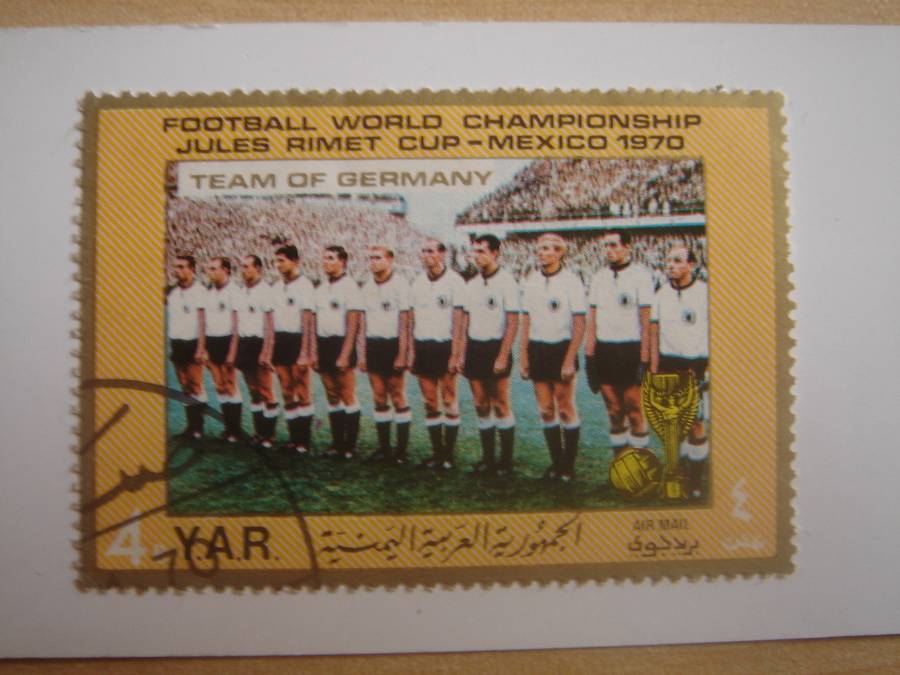 FOOTBALL WORLD CHAMPIONSHIP
JULES RIMET CUP - MEXICO 1970
TEAM OF GERMANY
4 Y.A.R. الجمهورية العربية اليمنية
AIR MAIL
بريد جوي
٤